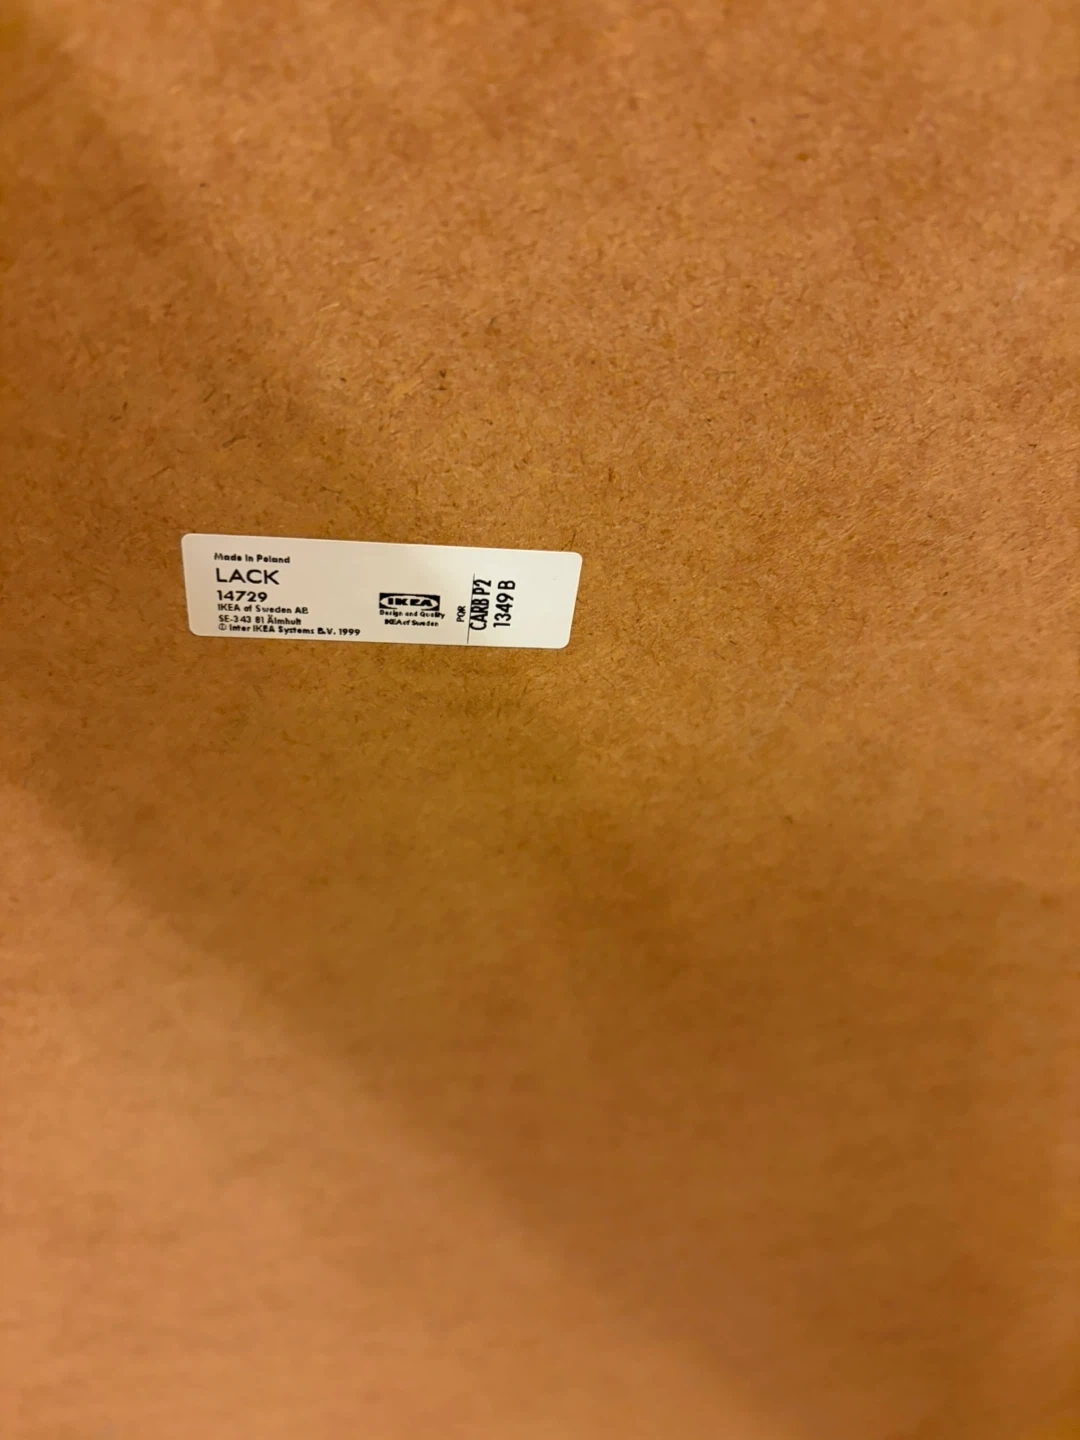 Made in Poland
LACK
14729
IKEA of Sweden AB
SE-343 81 Älmhult
© Inter IKEA Systems B.V. 1999
IKEA
Design and Quality
IKEA of Sweden
POR
CARB P2
1349 B